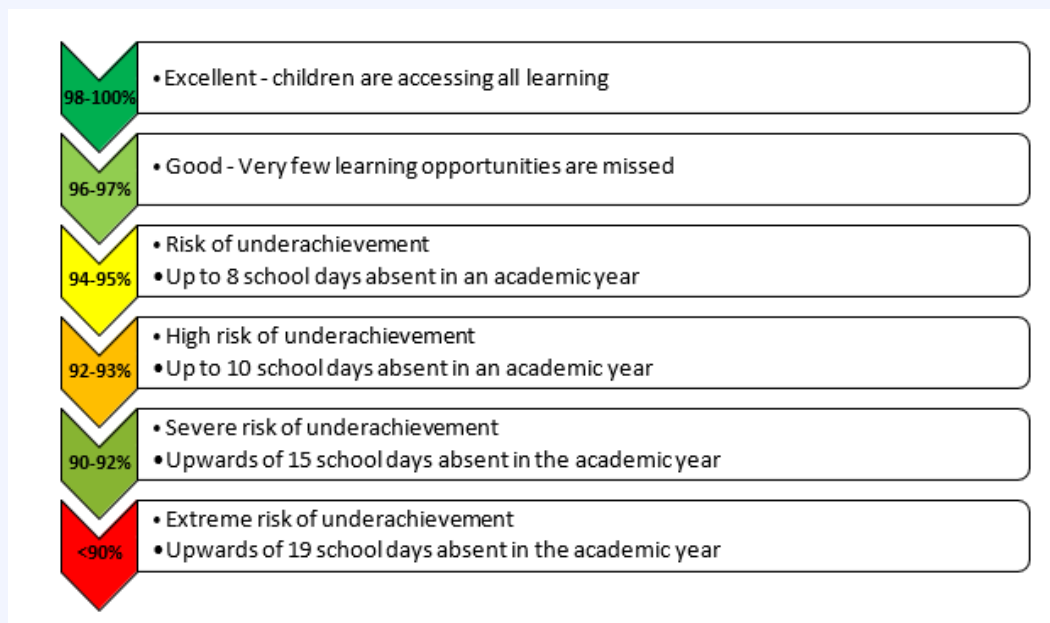 98-100%
• Excellent - children are accessing all learning
96-97%
• Good - Very few learning opportunities are missed
94-95%
• Risk of underachievement
• Up to 8 school days absent in an academic year
92-93%
• High risk of underachievement
• Up to 10 school days absent in an academic year
90-92%
• Severe risk of underachievement
• Upwards of 15 school days absent in the academic year
<90%
• Extreme risk of underachievement
• Upwards of 19 school days absent in the academic year